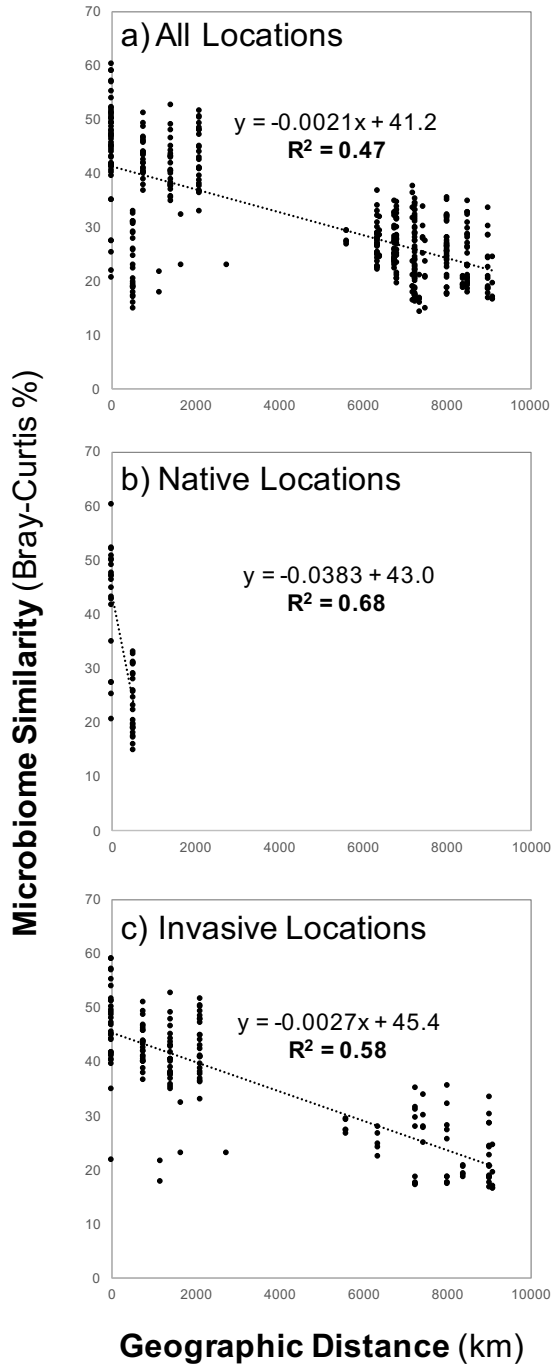 a) All Locations
y = -0.0021x + 41.2
R² = 0.47
70
60
50
40
30
20
10
0
0 2000 4000 6000 8000 10000
b) Native Locations
y = -0.0383 + 43.0
R² = 0.68
70
60
50
40
30
20
10
0
0 2000 4000 6000 8000 10000
c) Invasive Locations
y = -0.0027x + 45.4
R² = 0.58
70
60
50
40
30
20
10
0
0 2000 4000 6000 8000 10000
Microbiome Similarity (Bray-Curtis %)
Geographic Distance (km)